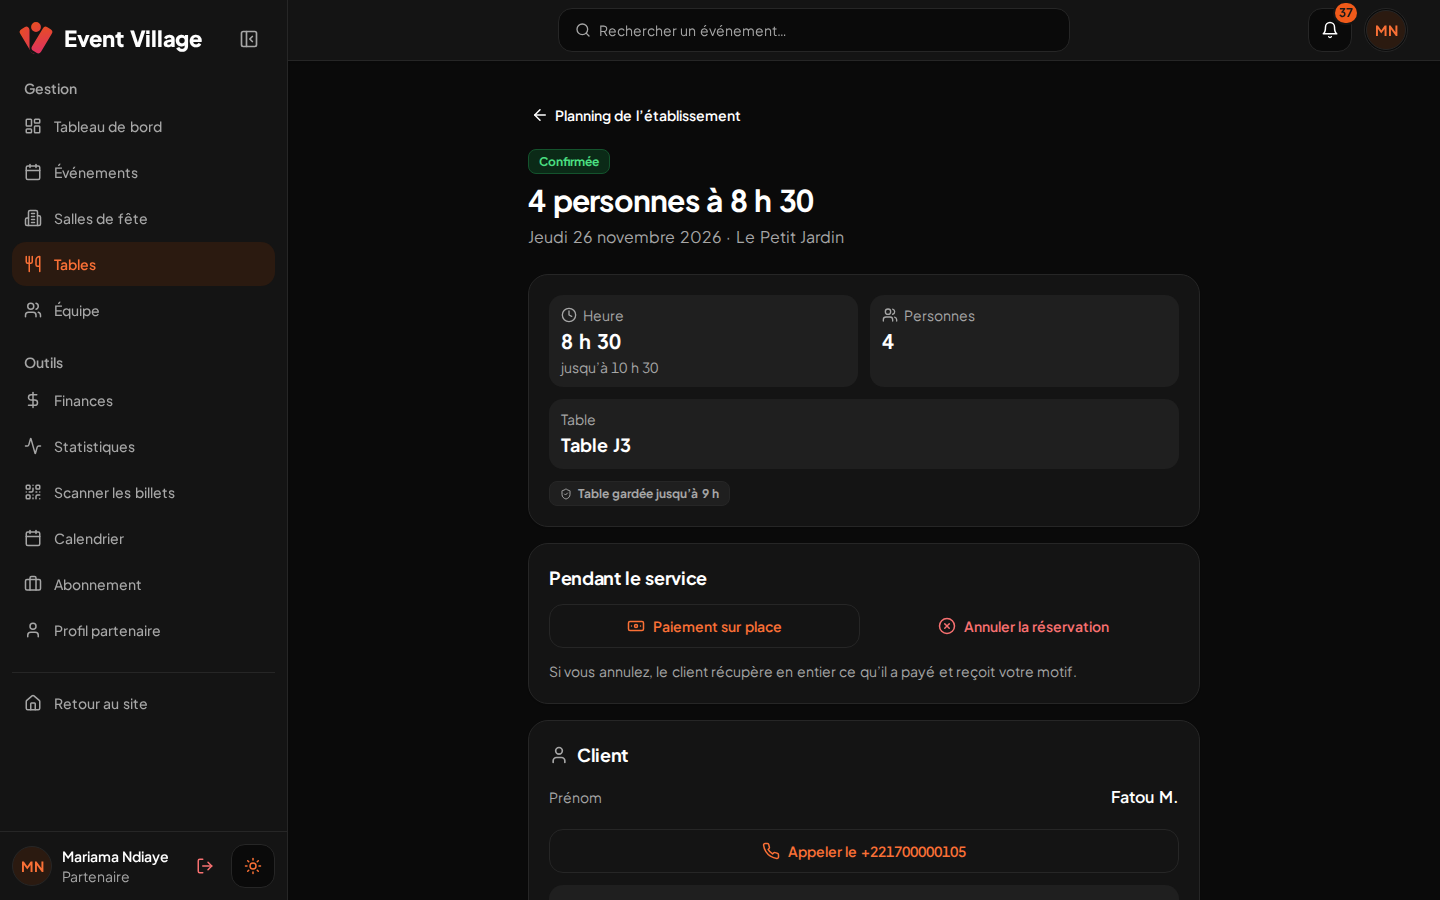 Event Village
Rechercher un événement…
37
MN
Gestion
Tableau de bord
Événements
Salles de fête
Tables
Équipe
Outils
Finances
Statistiques
Scanner les billets
Calendrier
Abonnement
Profil partenaire
Retour au site
MN
Mariama Ndiaye
Partenaire
Planning de l’établissement
Confirmée
4 personnes à 8 h 30
Jeudi 26 novembre 2026 · Le Petit Jardin
Heure
8 h 30
jusqu’à 10 h 30
Personnes
4
Table
Table J3
Table gardée jusqu’à 9 h
Pendant le service
Paiement sur place
Annuler la réservation
Si vous annulez, le client récupère en entier ce qu’il a payé et reçoit votre motif.
Client
Prénom
Fatou M.
Appeler le +221700000105